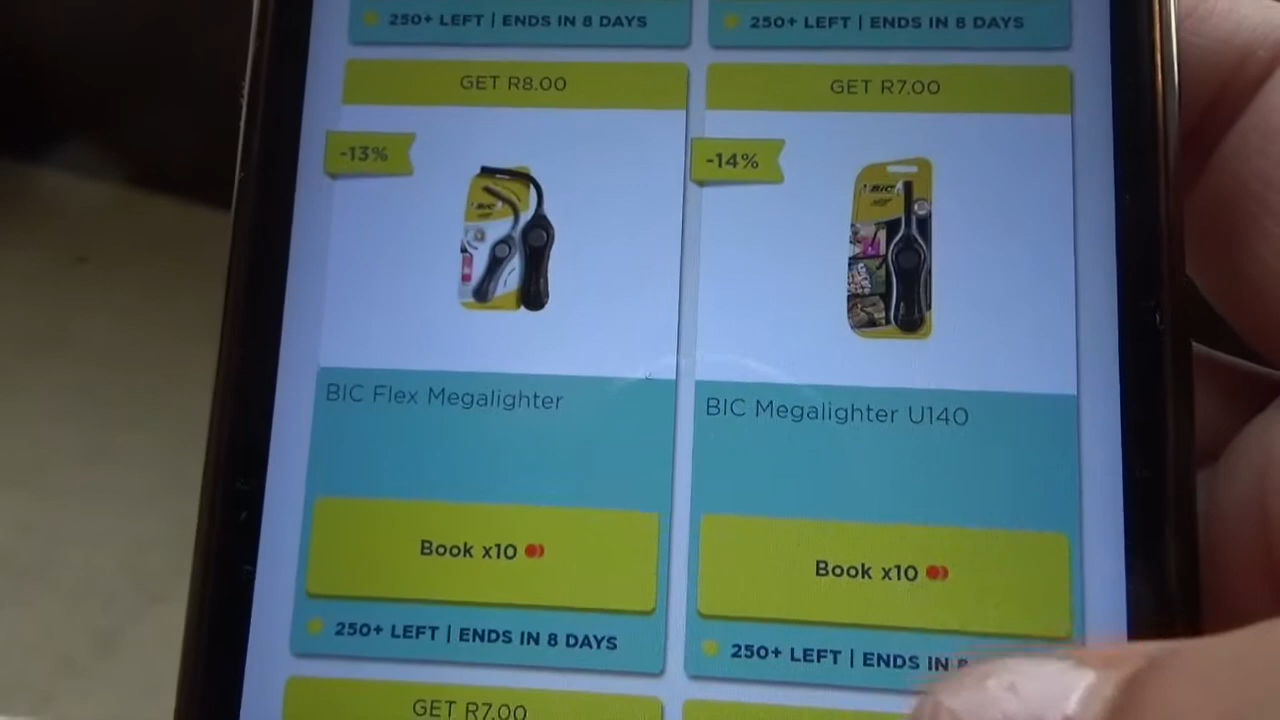 250+ LEFT | ENDS IN 8 DAYS
250+ LEFT | ENDS IN 8 DAYS
GET R8.00
GET R7.00
-13%
-14%
BIC
BIC
BIC Flex Megalighter
BIC Megalighter U140
Book x10
Book x10
250+ LEFT | ENDS IN 8 DAYS
250+ LEFT | ENDS IN
GET R7.00